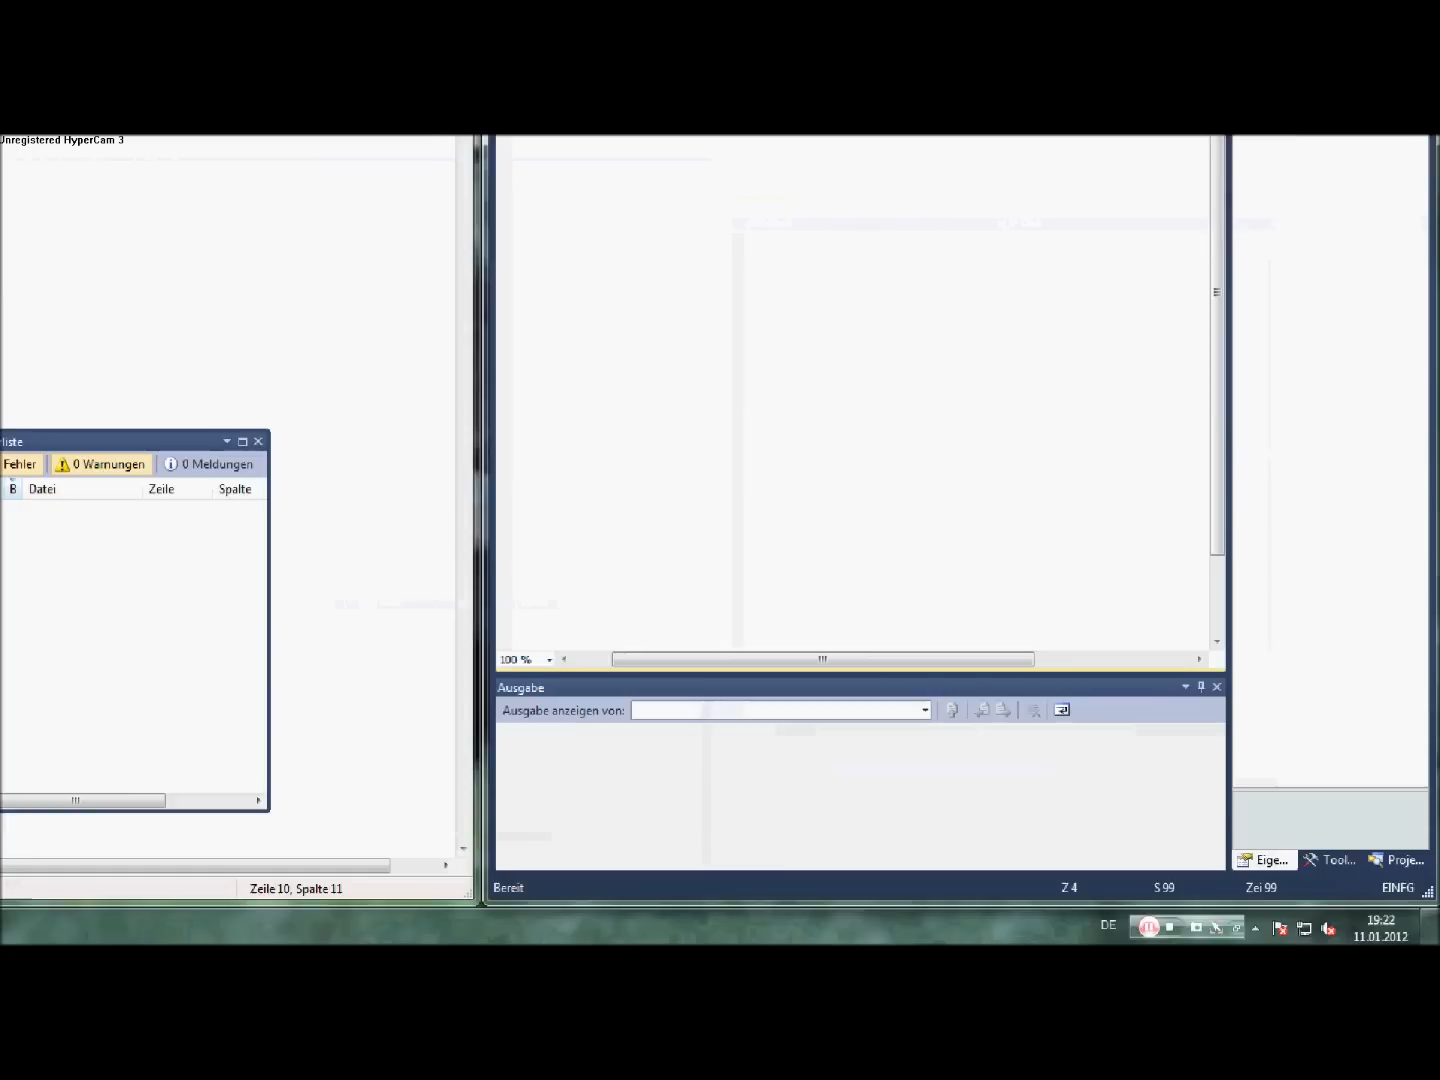 Unregistered HyperCam 3
Fehler
0 Warnungen
0 Meldungen
B
Datei
Zeile
Spalte
Zeile 10, Spalte 11
100 %
Ausgabe
Ausgabe anzeigen von:
Eige...
Tool...
Proje...
Bereit
Z 4
S 99
Zei 99
EINFG
DE
19:22
11.01.2012